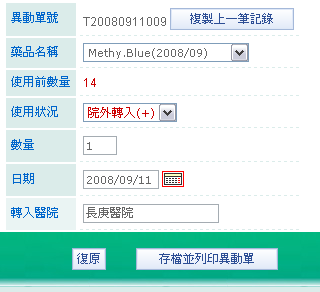 異動單號 T20080911009 複製上一筆記錄
藥品名稱 Methy.Blue(2008/09)
使用前數量 14
使用狀況 院外轉入(+)
數量 1
日期 2008/09/11
轉入醫院 長庚醫院
復原 存檔並列印異動單